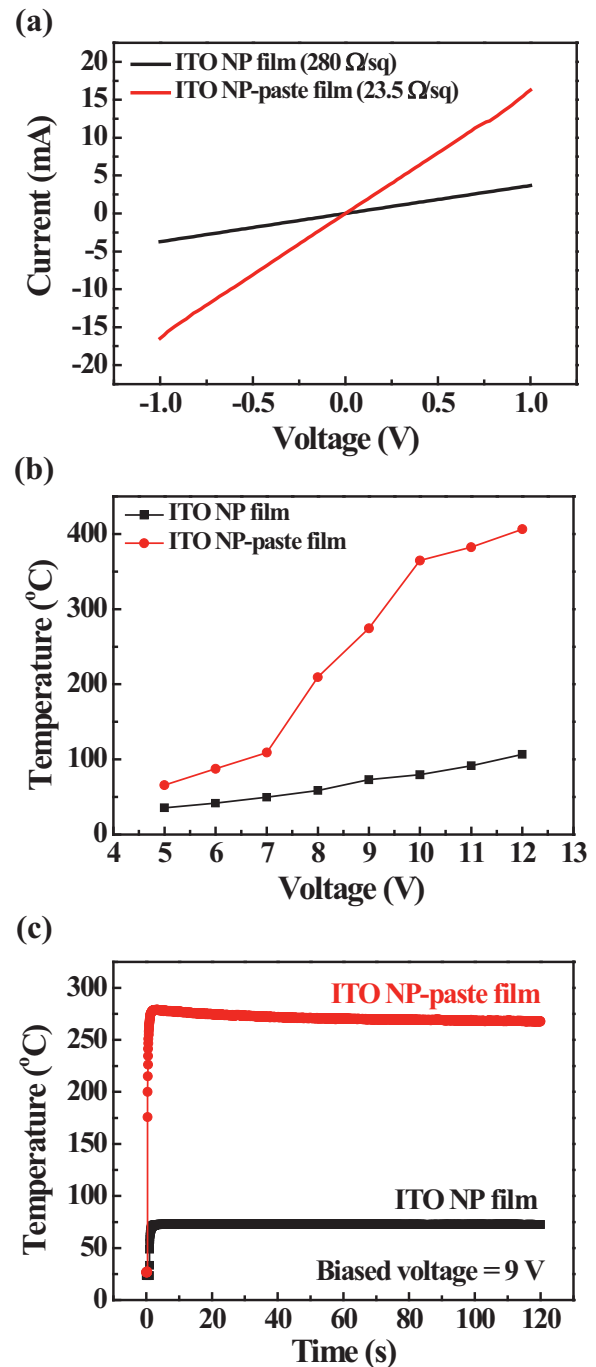 (a)
20
15
10
5
0
-5
-10
-15
-20
ITO NP film (280 Ω/sq)
ITO NP-paste film (23.5 Ω/sq)
Current (mA)
-1.0 -0.5 0.0 0.5 1.0
Voltage (V)
(b)
400
300
200
100
0
ITO NP film
ITO NP-paste film
Temperature (°C)
4 5 6 7 8 9 10 11 12 13
Voltage (V)
(c)
300
250
200
150
100
50
0
ITO NP-paste film
ITO NP film
Biased voltage = 9 V
Temperature (°C)
0 20 40 60 80 100 120
Time (s)